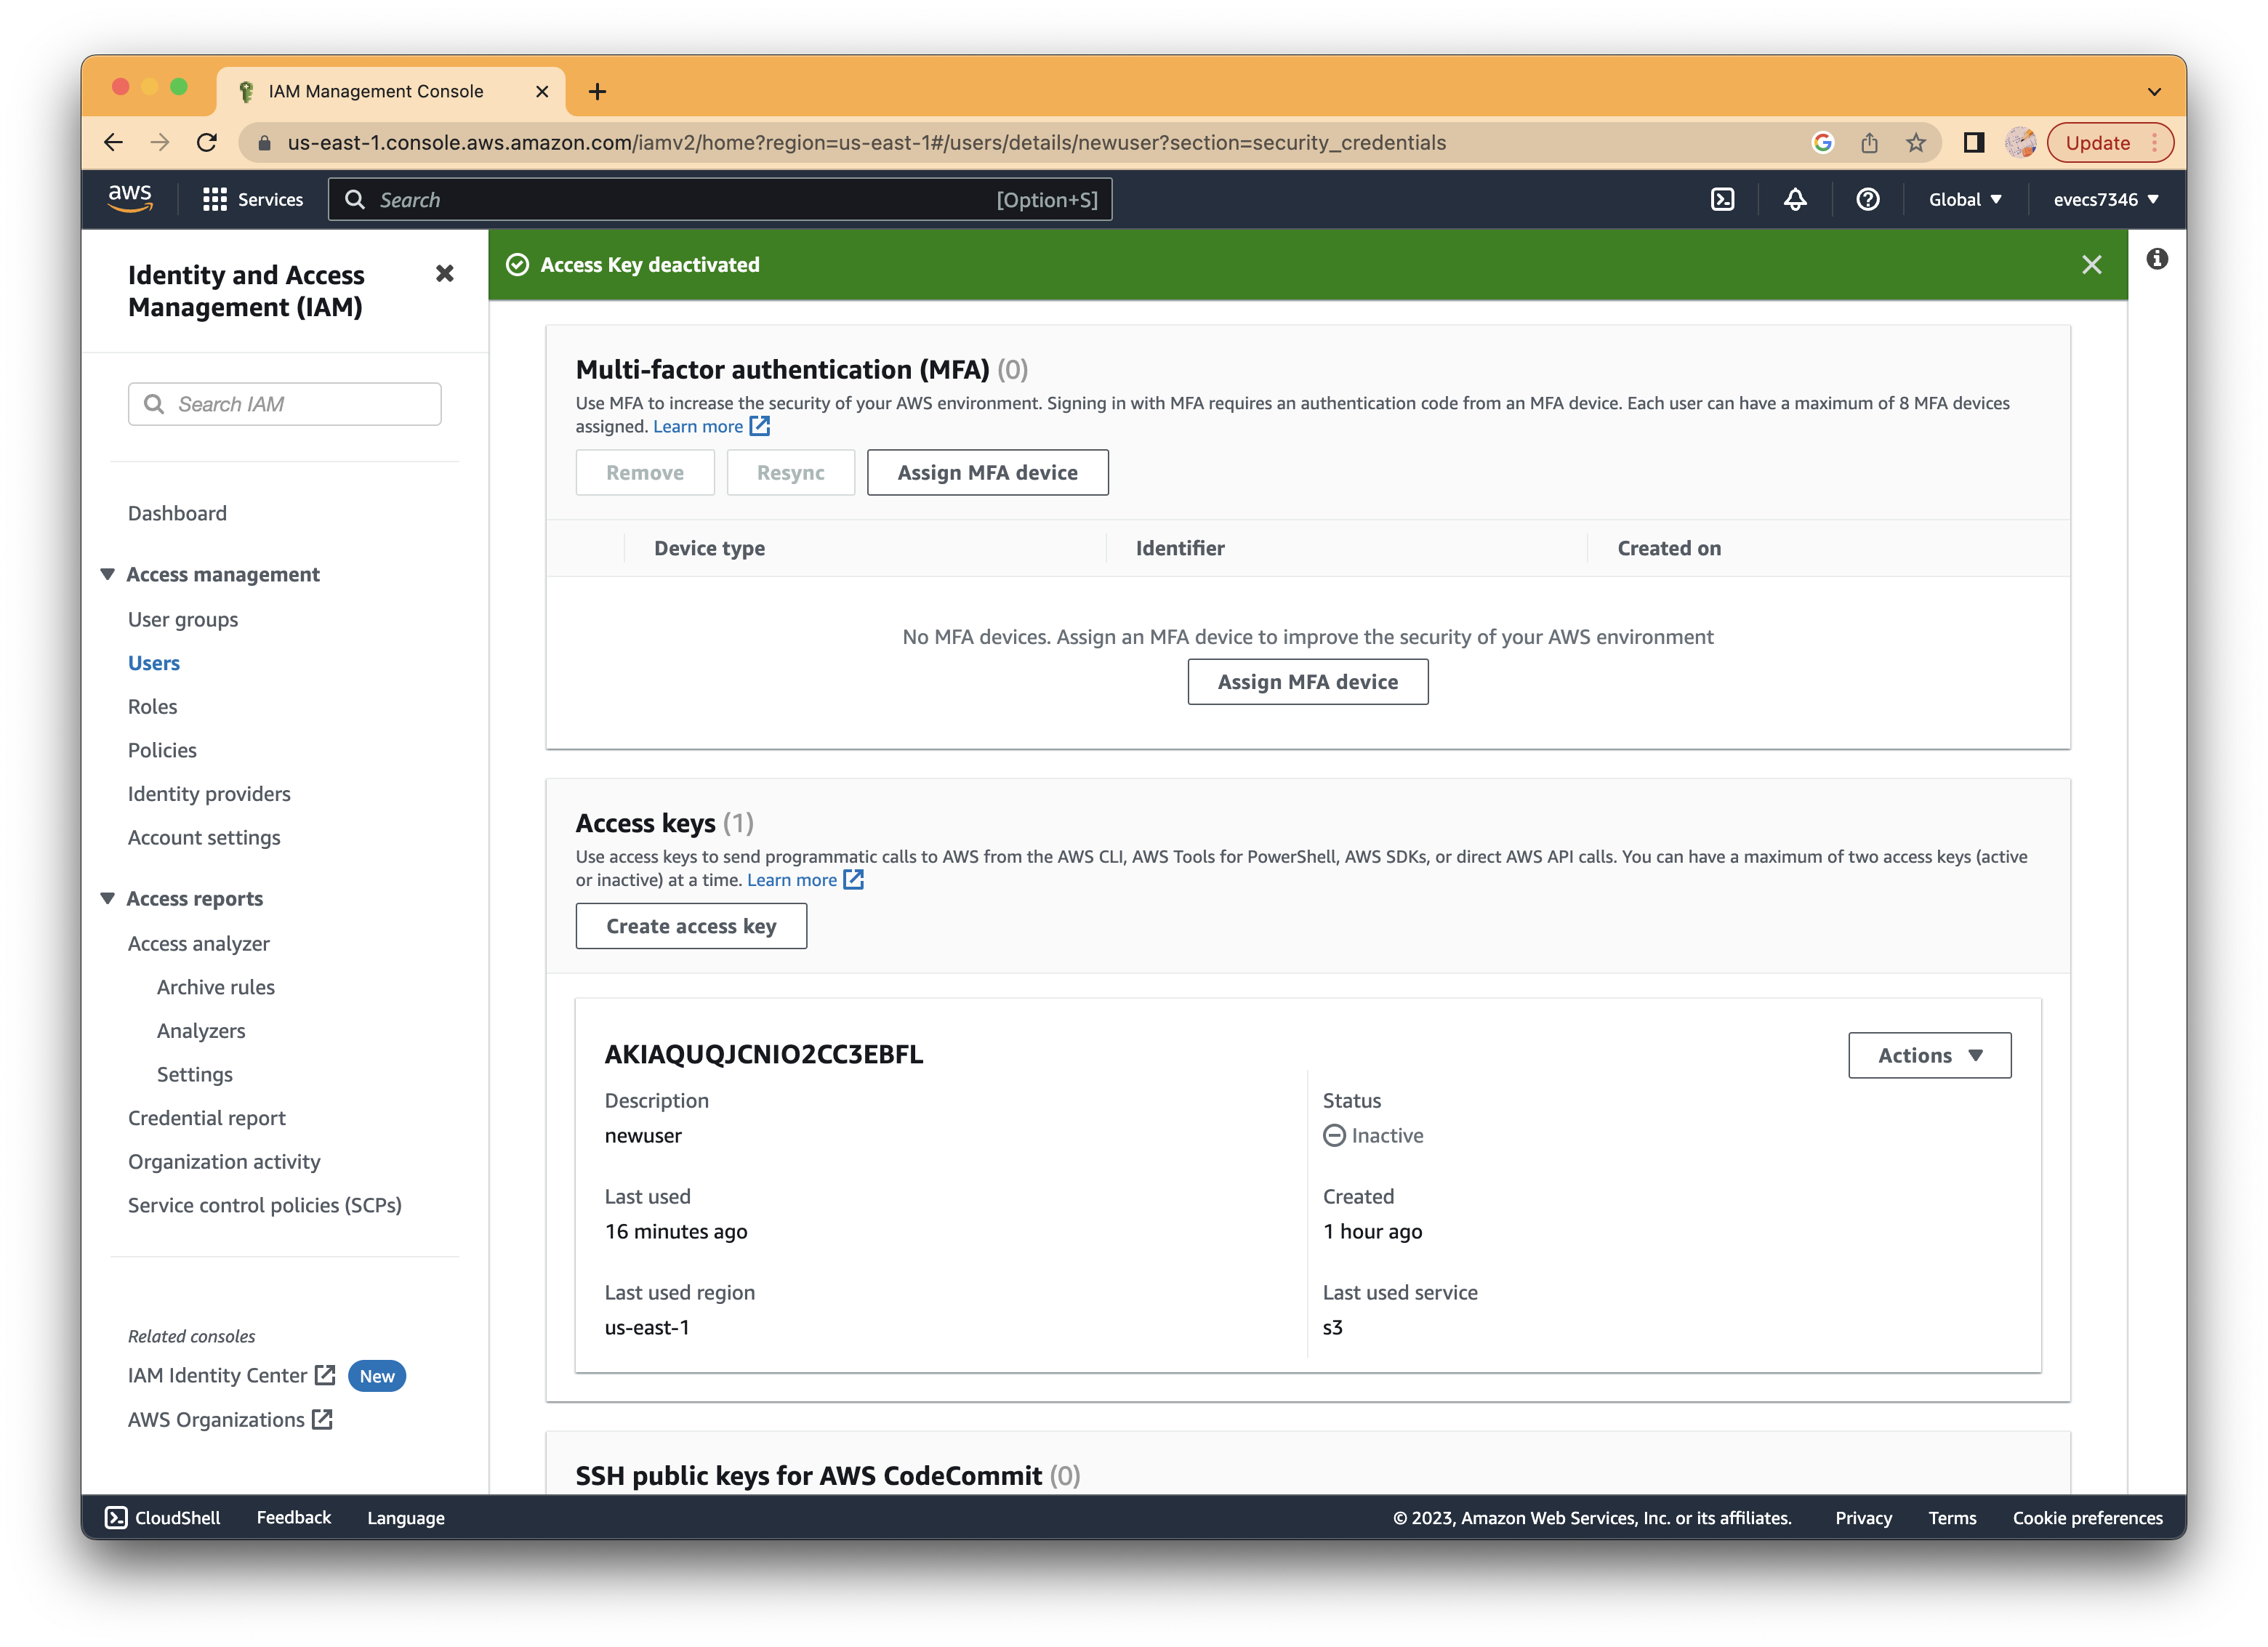 IAM Management Console
us-east-1.console.aws.amazon.com/iamv2/home?region=us-east-1#/users/details/newuser?section=security_credentials
Update
aws
Services
Search
[Option+S]
Global
evecs7346
Identity and Access
Management (IAM)
Search IAM
Dashboard
Access management
User groups
Users
Roles
Policies
Identity providers
Account settings
Access reports
Access analyzer
Archive rules
Analyzers
Settings
Credential report
Organization activity
Service control policies (SCPs)
Related consoles
IAM Identity Center New
AWS Organizations
Access Key deactivated
Multi-factor authentication (MFA) (0)
Use MFA to increase the security of your AWS environment. Signing in with MFA requires an authentication code from an MFA device. Each user can have a maximum of 8 MFA devices
assigned. Learn more
Remove
Resync
Assign MFA device
Device type
Identifier
Created on
No MFA devices. Assign an MFA device to improve the security of your AWS environment
Assign MFA device
Access keys (1)
Use access keys to send programmatic calls to AWS from the AWS CLI, AWS Tools for PowerShell, AWS SDKs, or direct AWS API calls. You can have a maximum of two access keys (active
or inactive) at a time. Learn more
Create access key
AKIAQUQJCNIO2CC3EBFL
Actions
Description
newuser
Status
Inactive
Last used
16 minutes ago
Created
1 hour ago
Last used region
us-east-1
Last used service
s3
SSH public keys for AWS CodeCommit (0)
CloudShell
Feedback
Language
© 2023, Amazon Web Services, Inc. or its affiliates.
Privacy
Terms
Cookie preferences